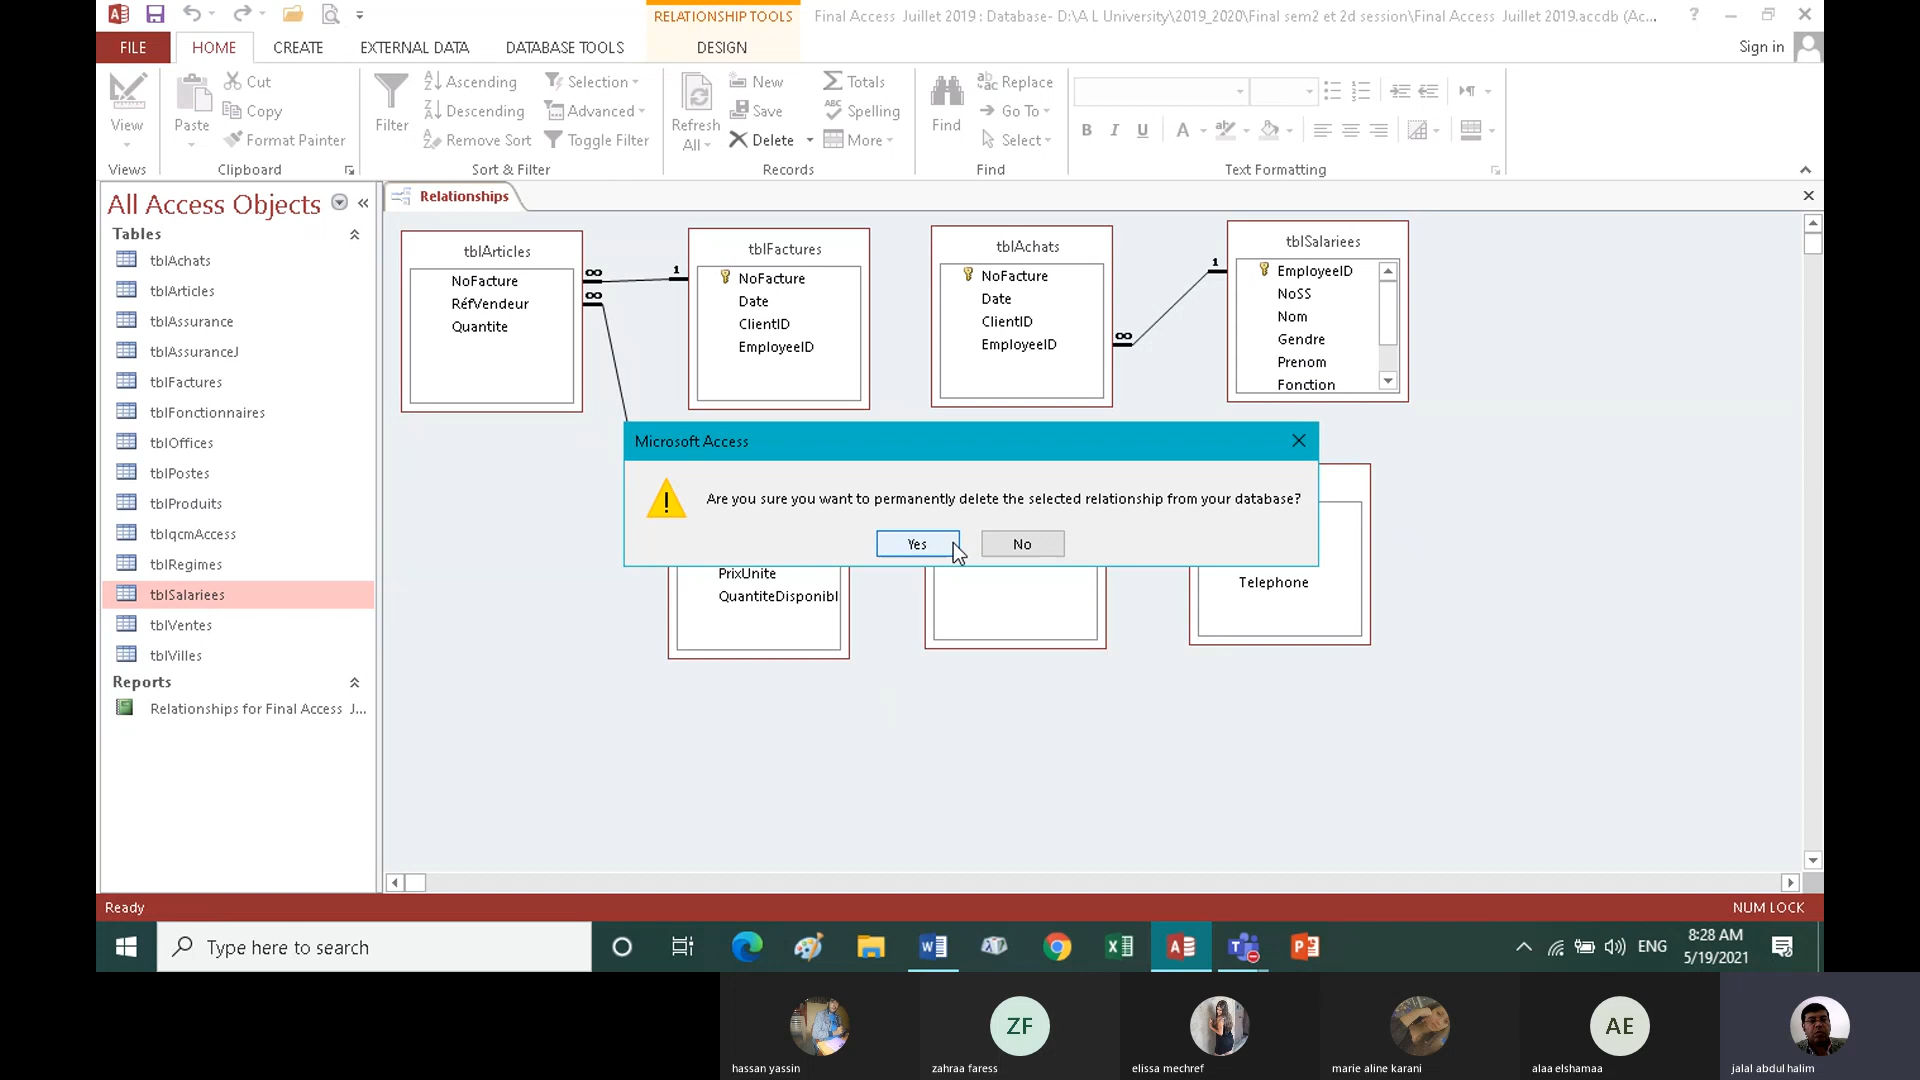 RELATIONSHIP TOOLS
Final Access Juillet 2019 : Database- D:\A L University\2019_2020\Final sem2 et 2d session\Final Access Juillet 2019.accdb (Ac...
FILE HOME CREATE EXTERNAL DATA DATABASE TOOLS DESIGN Sign in
View
Views
Paste
Cut
Copy
Format Painter
Clipboard
Filter
Ascending
Descending
Remove Sort
Selection
Advanced
Toggle Filter
Sort & Filter
Refresh
All
New
Save
Delete
Totals
Spelling
More
Records
Find
Replace
Go To
Select
Find
B I U A
Text Formatting
All Access Objects
Tables
tblAchats
tblArticles
tblAssurance
tblAssuranceJ
tblFactures
tblFonctionnaires
tblOffices
tblPostes
tblProduits
tblqcmAccess
tblRegimes
tblSalariees
tblVentes
tblVilles
Reports
Relationships for Final Access J...
Relationships
tblArticles
NoFacture
RéfVendeur
Quantite
∞
∞
1
tblFactures
NoFacture
Date
ClientID
EmployeeID
tblAchats
NoFacture
Date
ClientID
EmployeeID
∞
1
tblSalariees
EmployeeID
NoSS
Nom
Gendre
Prenom
Fonction
Microsoft Access
Are you sure you want to permanently delete the selected relationship from your database?
Yes No
PrixUnite
QuantiteDisponibl
Telephone
Ready NUM LOCK
Type here to search
ENG
8:28 AM
5/19/2021
ZF
AE
hassan yassin
zahraa faress
elissa mechref
marie aline karani
alaa elshamaa
jalal abdul halim